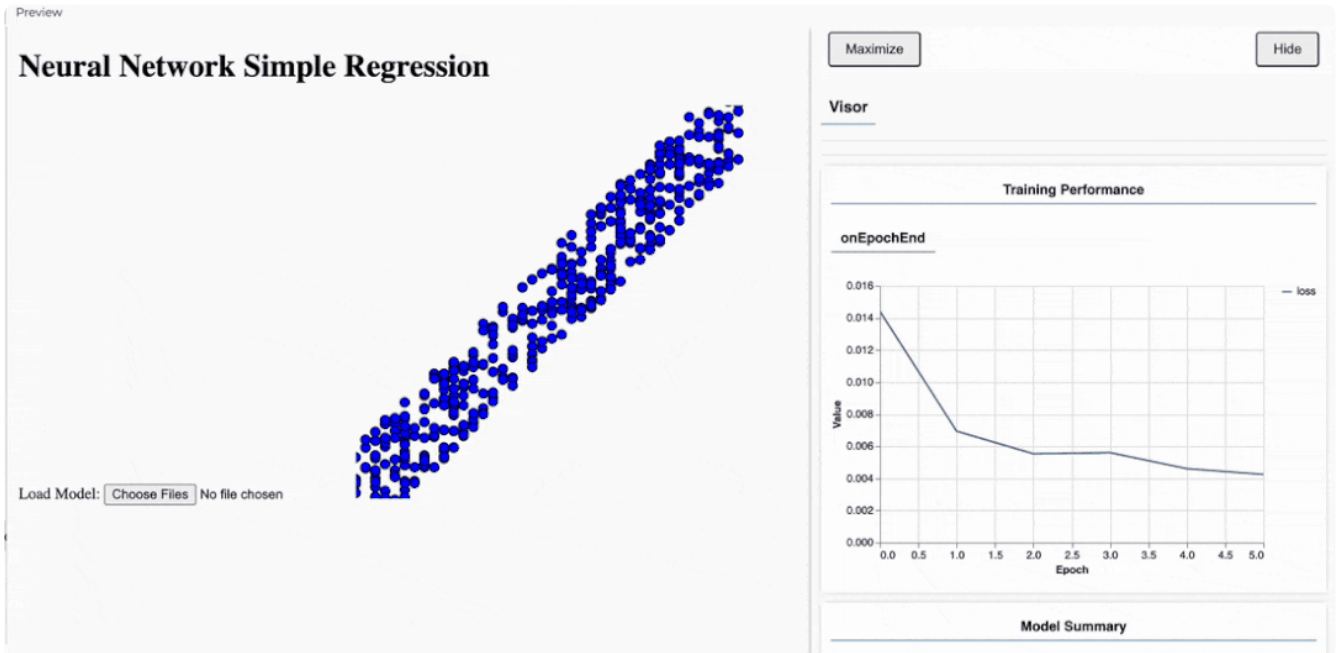 Preview
Neural Network Simple Regression
Load Model: Choose Files No file chosen
Maximize
Hide
Visor
Training Performance
onEpochEnd
0.016
0.014
0.012
0.010
0.008
0.006
0.004
0.002
0.000
Value
0.0 0.5 1.0 1.5 2.0 2.5 3.0 3.5 4.0 4.5 5.0
Epoch
loss
Model Summary